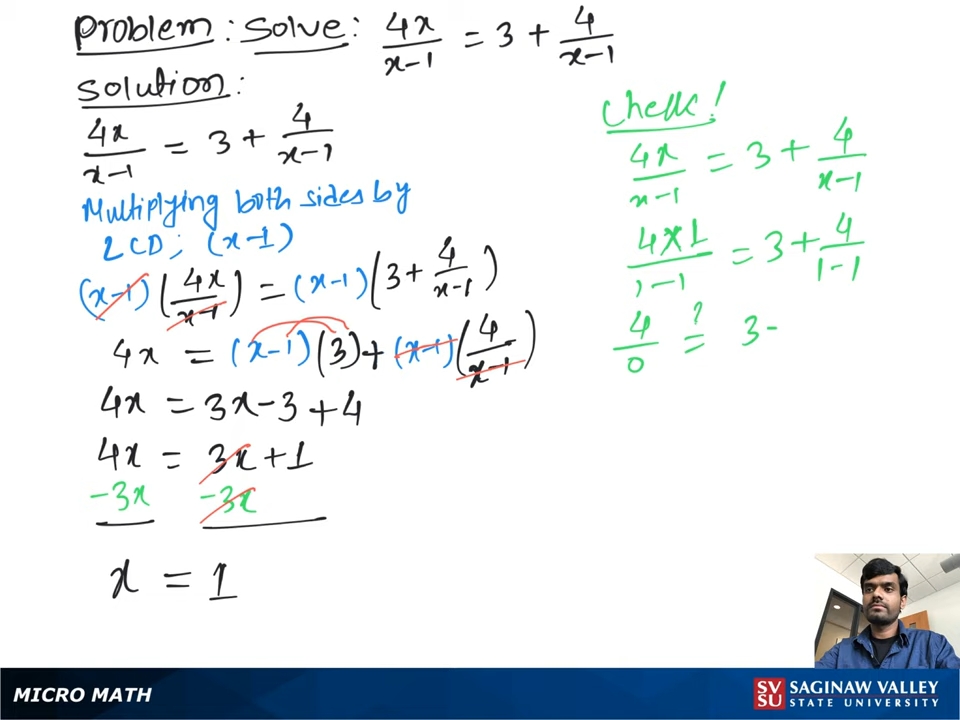 Problem: Solve: 4x/(x-1) = 3 + 4/(x-1)
Solution:
4x/(x-1) = 3 + 4/(x-1)
Multiplying both sides by
LCD; (x-1)
(x-1)(4x/(x-1)) = (x-1)(3 + 4/(x-1))
4x = (x-1)(3) + (x-1)(4/(x-1))
4x = 3x - 3 + 4
4x = 3x + 1
-3x -3x
x = 1
Check!
4x/(x-1) = 3 + 4/(x-1)
4×1/(1-1) = 3 + 4/(1-1)
4/0 ?= 3-
MICRO MATH
SVSU SAGINAW VALLEY
STATE UNIVERSITY